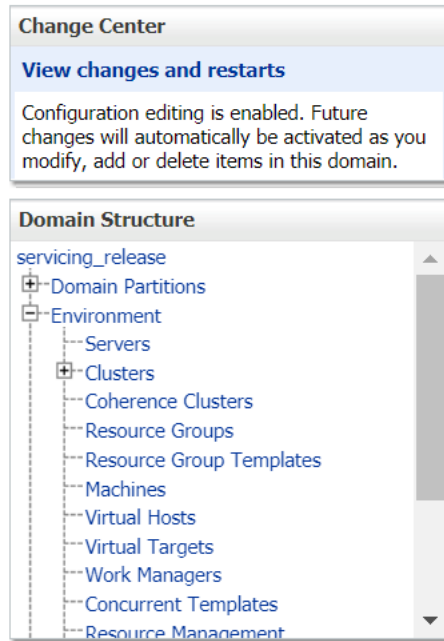 Change Center
View changes and restarts
Configuration editing is enabled. Future
changes will automatically be activated as you
modify, add or delete items in this domain.
Domain Structure
servicing_release
Domain Partitions
Environment
Servers
Clusters
Coherence Clusters
Resource Groups
Resource Group Templates
Machines
Virtual Hosts
Virtual Targets
Work Managers
Concurrent Templates
Resource Management